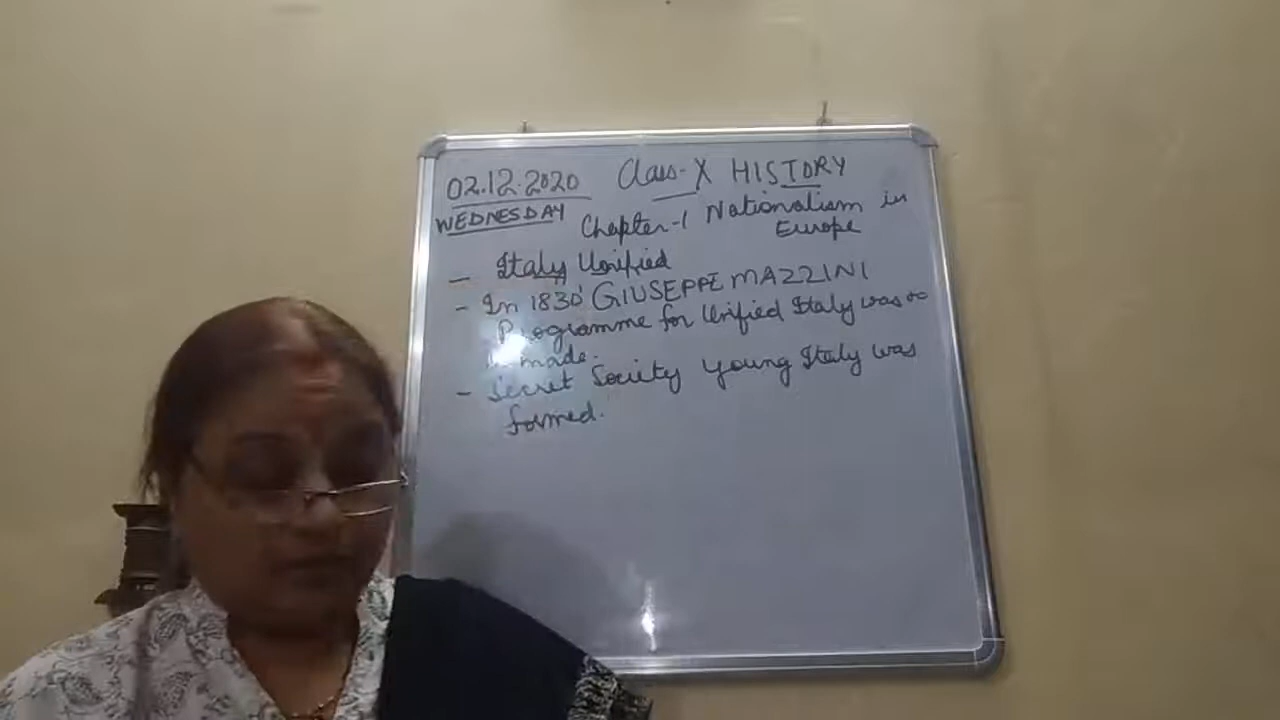 02.12.2020 Class-X HISTORY
WEDNESDAY Chapter-1 Nationalism in
Europe
- Italy Unified
- In 1830' GIUSEPPE MAZZINI
Programme for Unified Italy was
made.
- Secret Society Young Italy was
formed.